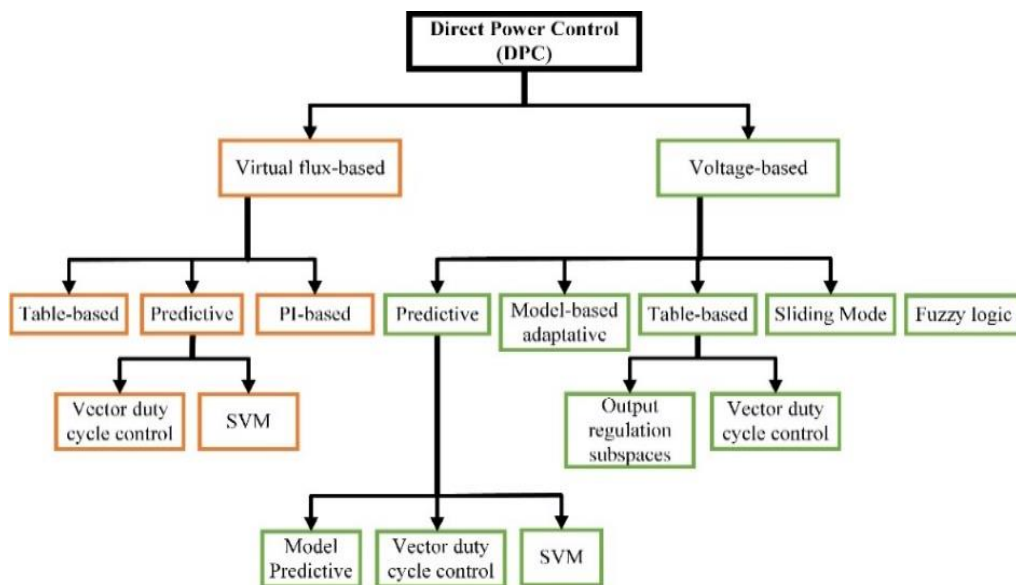 Direct Power Control
(DPC)
Virtual flux-based
Voltage-based
Table-based
Predictive
PI-based
Predictive
Model-based
adaptative
Table-based
Sliding Mode
Fuzzy logic
Vector duty
cycle control
SVM
Output
regulation
subspaces
Vector duty
cycle control
Model
Predictive
Vector duty
cycle control
SVM